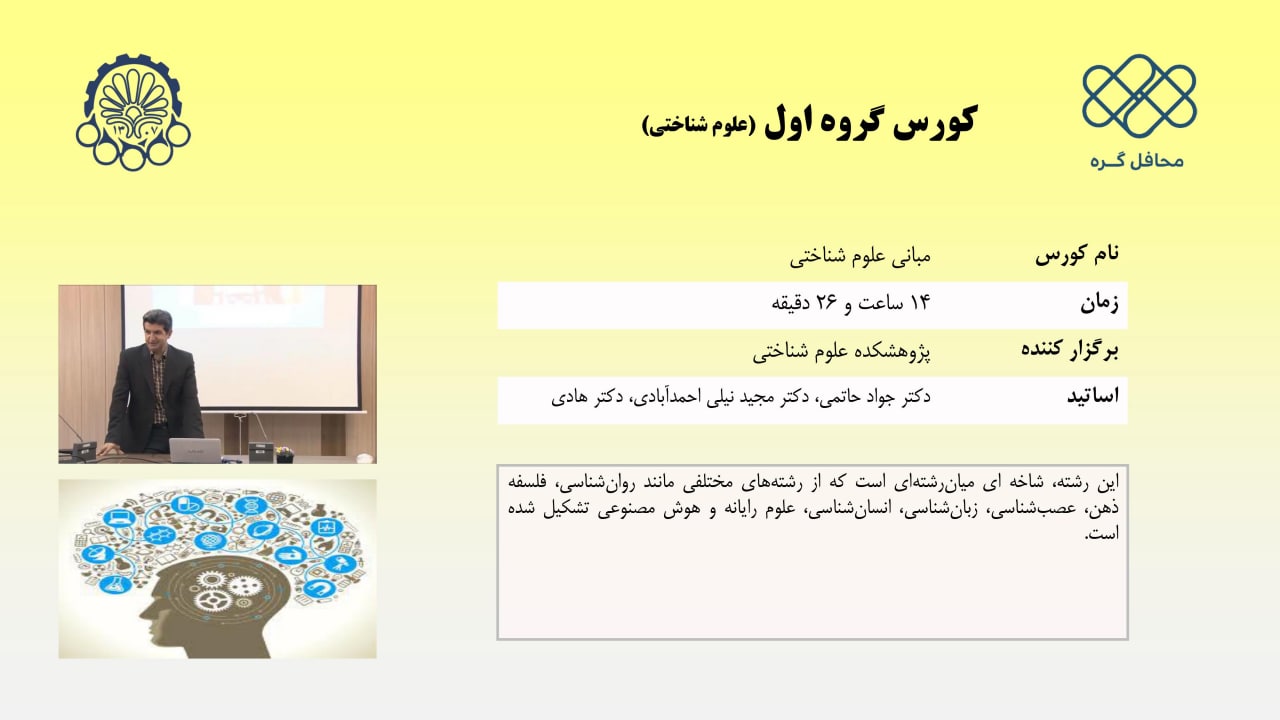 محافل گـره
۱۳۰۷
کورس گروه اول (علوم شناختی)
نام کورس مبانی علوم شناختی
زمان ۱۴ ساعت و ۲۶ دقیقه
برگزار کننده پژوهشکده علوم شناختی
اساتید دکتر جواد حاتمی، دکتر مجید نیلی احمدآبادی، دکتر هادی
این رشته، شاخه ای میان‌رشته‌ای است که از رشته‌های مختلفی مانند روان‌شناسی، فلسفه
ذهن، عصب‌شناسی، زبان‌شناسی، انسان‌شناسی، علوم رایانه و هوش مصنوعی تشکیل شده
است.